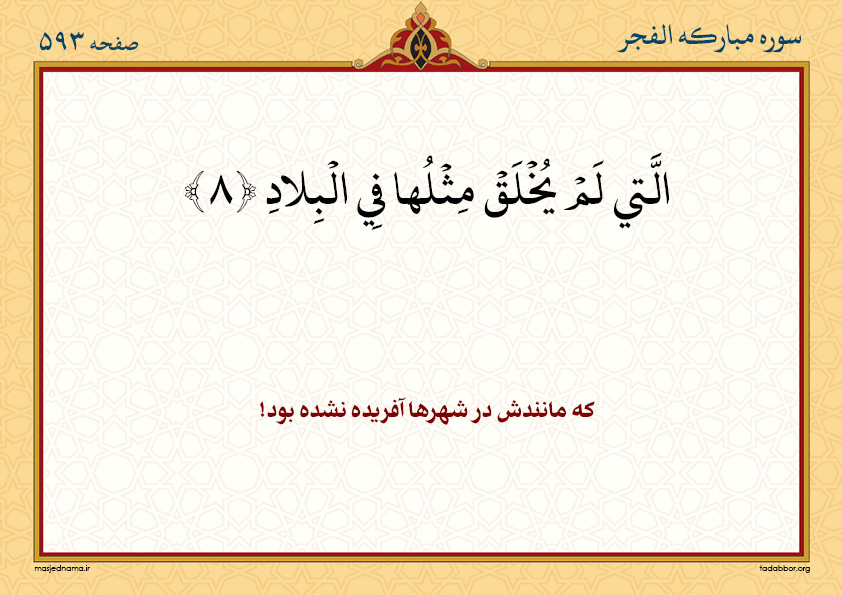 سوره مبارکه الفجر
صفحه ۵۹۳
الَّتي لَمْ يُخْلَقْ مِثْلُها فِي الْبِلادِ ﴿۸﴾
که مانندش در شهرها آفریده نشده بود!
masjednama.ir
tadabbor.org